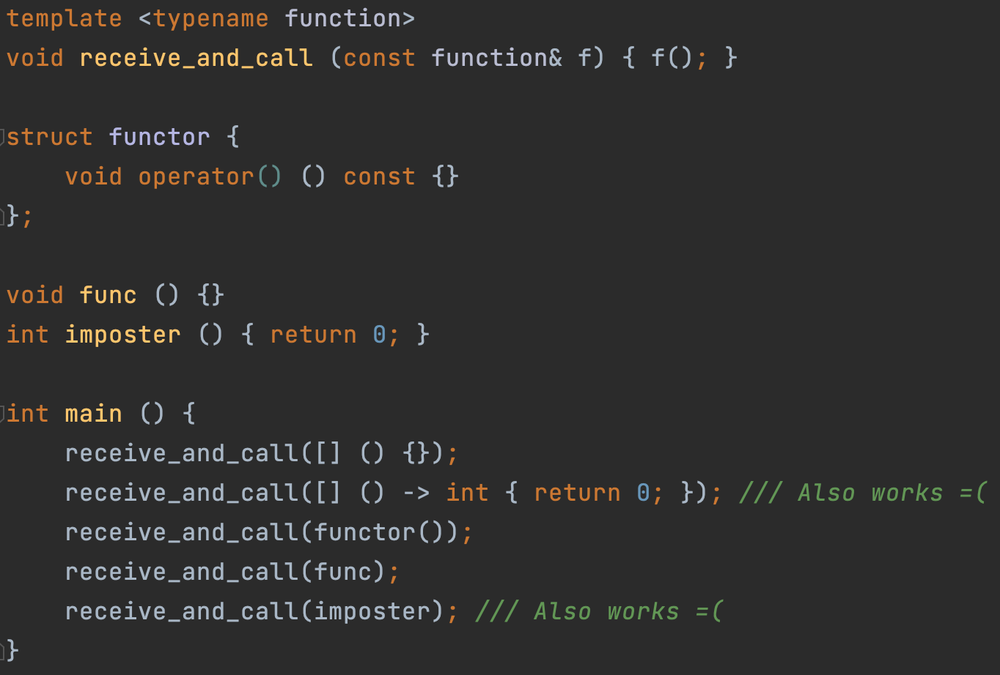 template <typename function>
void receive_and_call (const function& f) { f(); }
struct functor {
    void operator() () const {}
};
void func () {}
int imposter () { return 0; }
int main () {
    receive_and_call([] () {});
    receive_and_call([] () -> int { return 0; }); /// Also works =(
    receive_and_call(functor());
    receive_and_call(func);
    receive_and_call(imposter); /// Also works =(
}